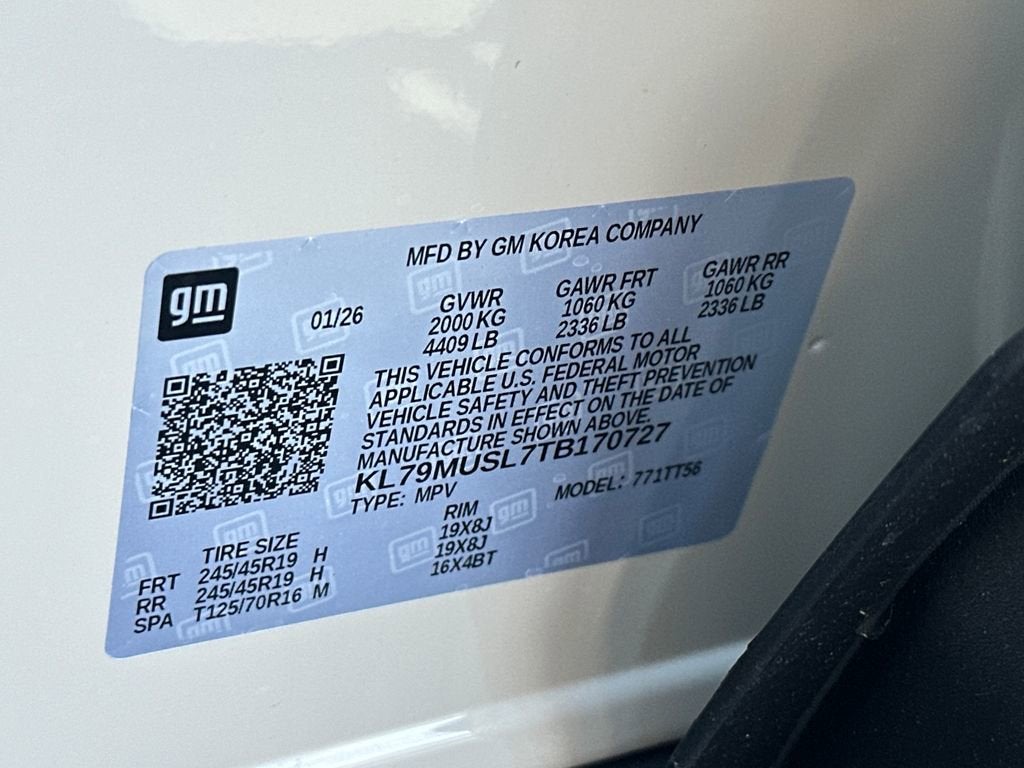 MFD BY GM KOREA COMPANY
gm
01/26
GVWR
2000 KG
4409 LB
GAWR FRT
1060 KG
2336 LB
GAWR RR
1060 KG
2336 LB
THIS VEHICLE CONFORMS TO ALL
APPLICABLE U.S. FEDERAL MOTOR
VEHICLE SAFETY AND THEFT PREVENTION
STANDARDS IN EFFECT ON THE DATE OF
MANUFACTURE SHOWN ABOVE.
KL79MUSL7TB170727
TYPE: MPV MODEL: 771TT56
TIRE SIZE RIM
FRT 245/45R19 H 19X8J
RR 245/45R19 H 19X8J
SPA T125/70R16 M 16X4BT